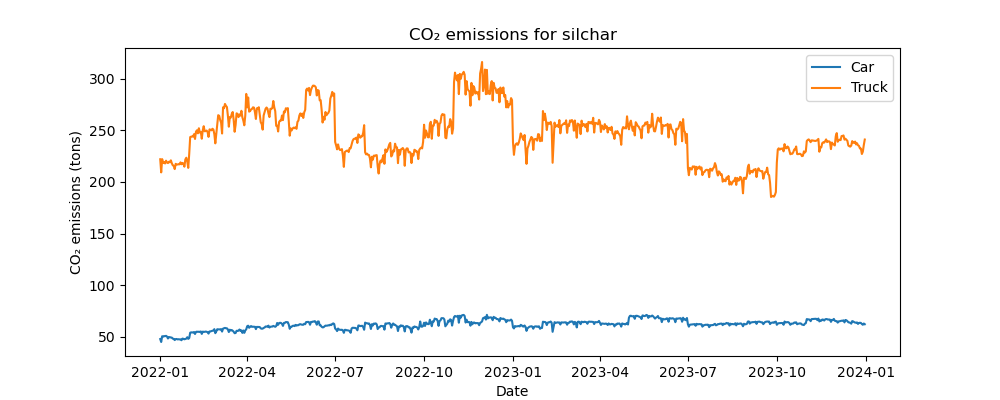 CO₂ emissions for silchar
CO₂ emissions (tons)
300
250
200
150
100
50
Car
Truck
2022-01 2022-04 2022-07 2022-10 2023-01 2023-04 2023-07 2023-10 2024-01
Date